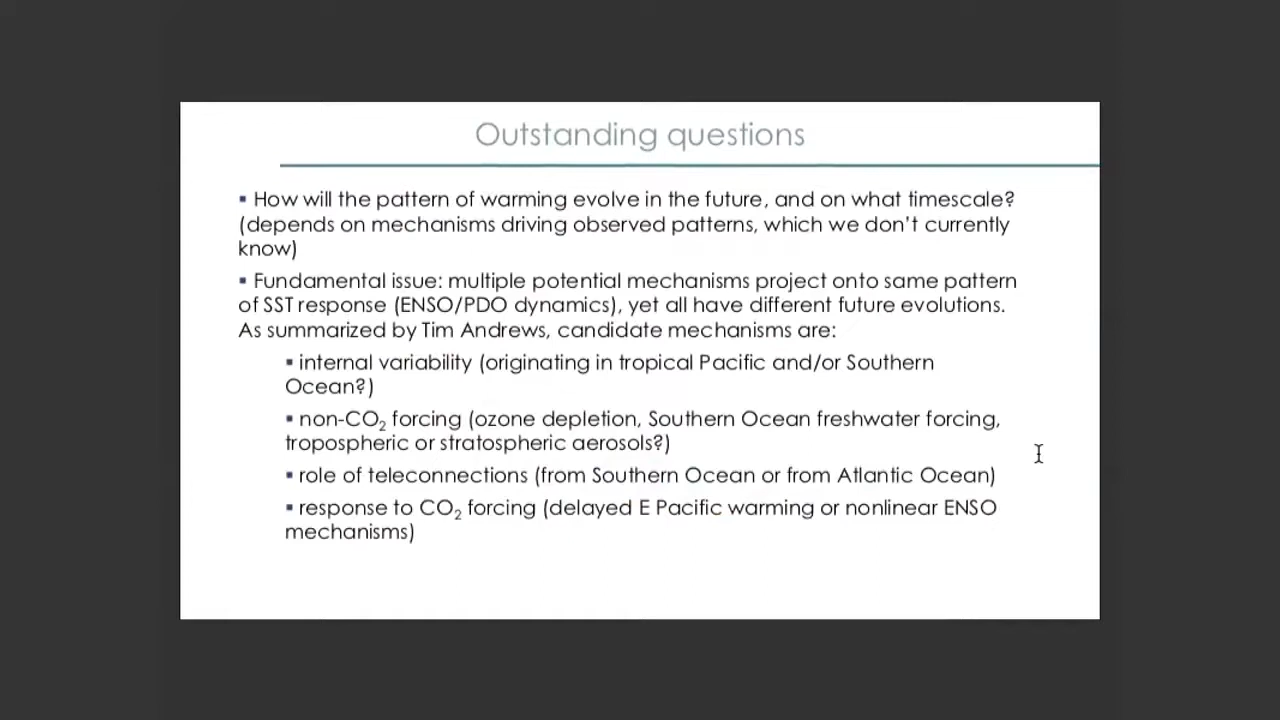 Outstanding questions
▪ How will the pattern of warming evolve in the future, and on what timescale?
(depends on mechanisms driving observed patterns, which we don’t currently
know)
▪ Fundamental issue: multiple potential mechanisms project onto same pattern
of SST response (ENSO/PDO dynamics), yet all have different future evolutions.
As summarized by Tim Andrews, candidate mechanisms are:
▪ internal variability (originating in tropical Pacific and/or Southern
Ocean?)
▪ non-CO₂ forcing (ozone depletion, Southern Ocean freshwater forcing,
tropospheric or stratospheric aerosols?)
▪ role of teleconnections (from Southern Ocean or from Atlantic Ocean)
▪ response to CO₂ forcing (delayed E Pacific warming or nonlinear ENSO
mechanisms)